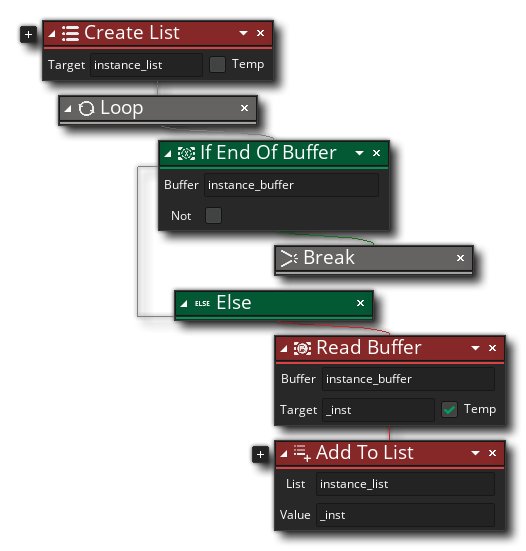 Create List
Target instance_list Temp
Loop
If End Of Buffer
Buffer instance_buffer
Not
Break
ELSE Else
Read Buffer
Buffer instance_buffer
Target _inst Temp
Add To List
List instance_list
Value _inst